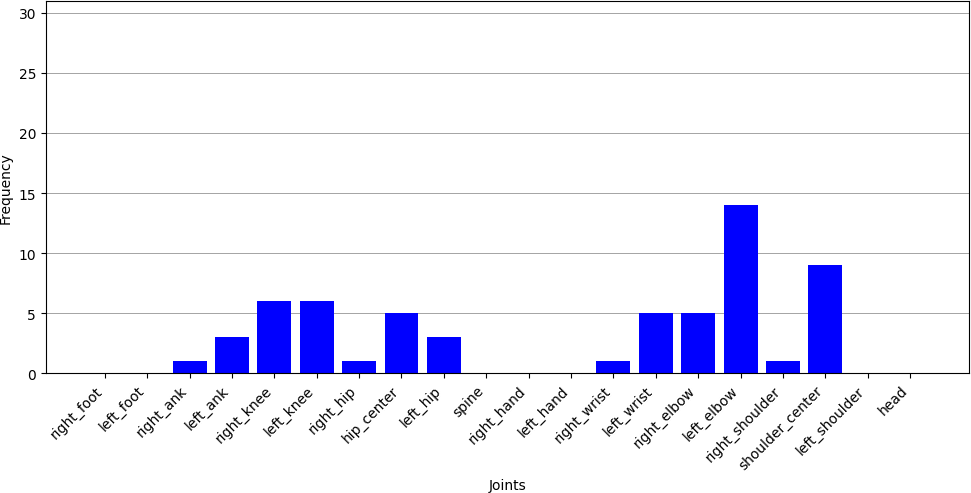 30
25
20
15
10
5
0
Frequency
right_foot
left_foot
right_ank
left_ank
right_knee
left_knee
right_hip
hip_center
left_hip
spine
right_hand
left_hand
right_wrist
left_wrist
right_elbow
left_elbow
right_shoulder
shoulder_center
left_shoulder
head
Joints